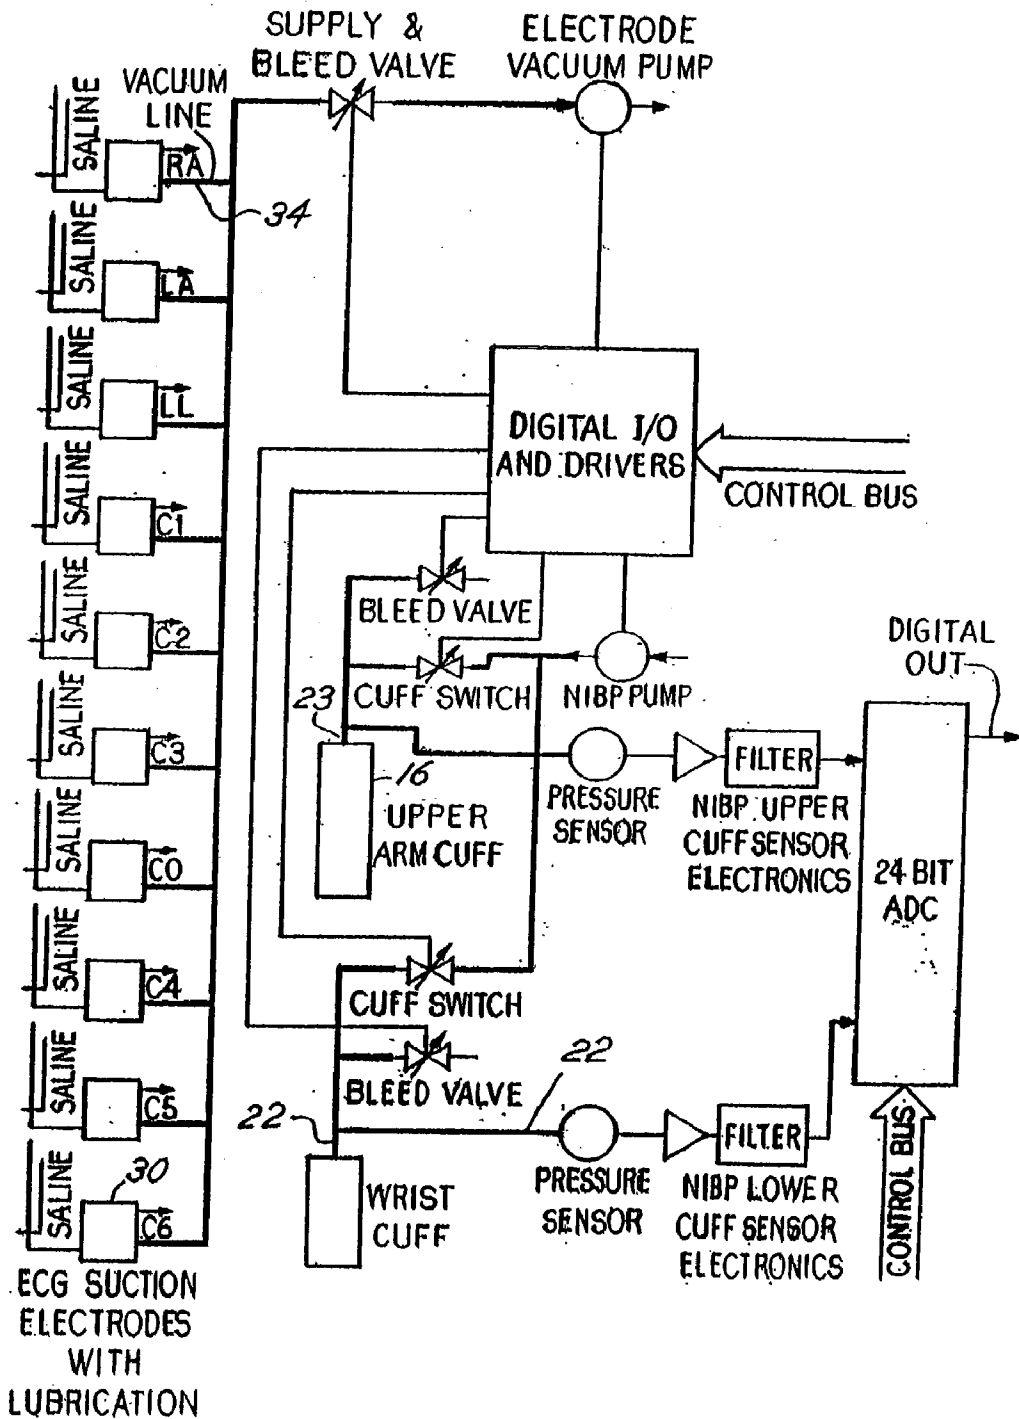 SUPPLY &
BLEED VALVE
ELECTRODE
VACUUM PUMP
VACUUM
LINE
SALINE
RA
34
SALINE
LA
SALINE
LL
DIGITAL I/O
AND DRIVERS
CONTROL BUS
SALINE
C1
BLEED VALVE
SALINE
C2
CUFF SWITCH
NIBP PUMP
DIGITAL
OUT
23
SALINE
C3
16
UPPER
ARM CUFF
PRESSURE
SENSOR
FILTER
NIBP UPPER
CUFF SENSOR
ELECTRONICS
24 BIT
ADC
SALINE
CO
SALINE
C4
CUFF SWITCH
SALINE
C5
BLEED VALVE
22
22
FILTER
PRESSURE
SENSOR
NIBP LOWER
CUFF SENSOR
ELECTRONICS
CONTROL BUS
WRIST
CUFF
SALINE
30
C6
ECG SUCTION
ELECTRODES
WITH
LUBRICATION